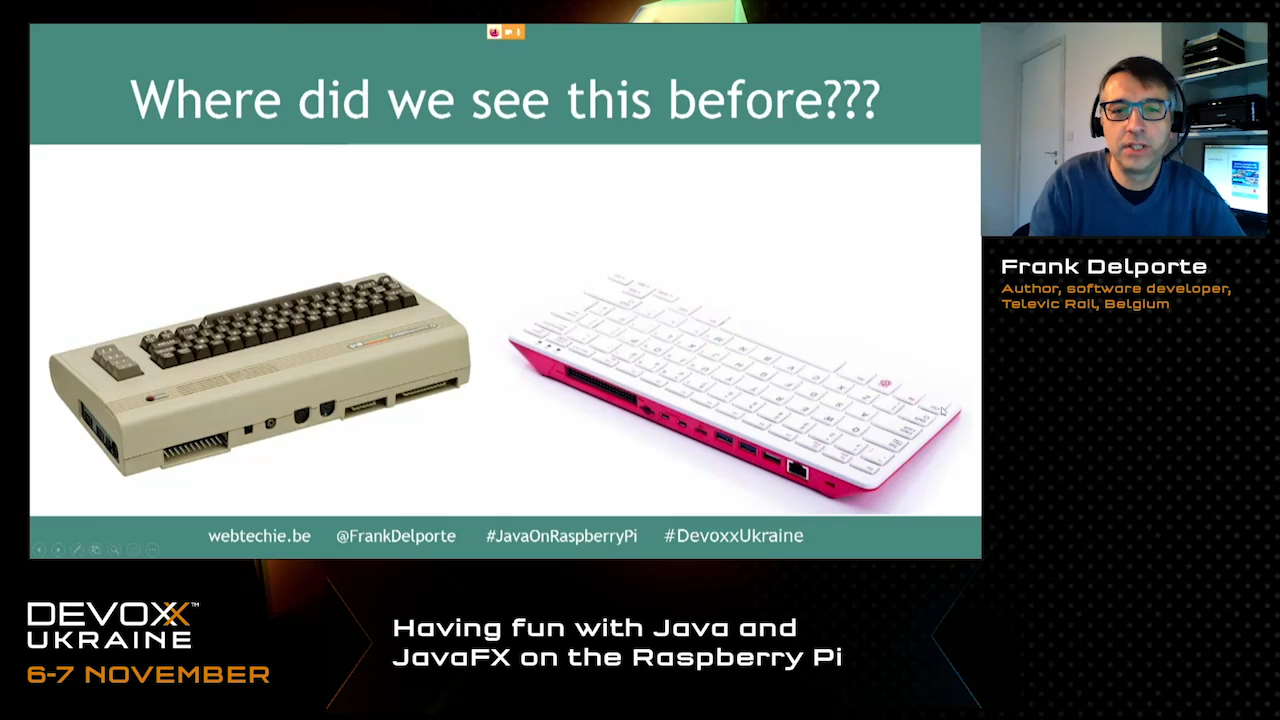 Where did we see this before???
webtechie.be @FrankDelporte #JavaOnRaspberryPi #DevoxxUkraine
Frank Delporte
Author, software developer,
Televic Rail, Belgium
DEVOXX™
UKRAINE
6-7 NOVEMBER
Having fun with Java and
JavaFX on the Raspberry Pi